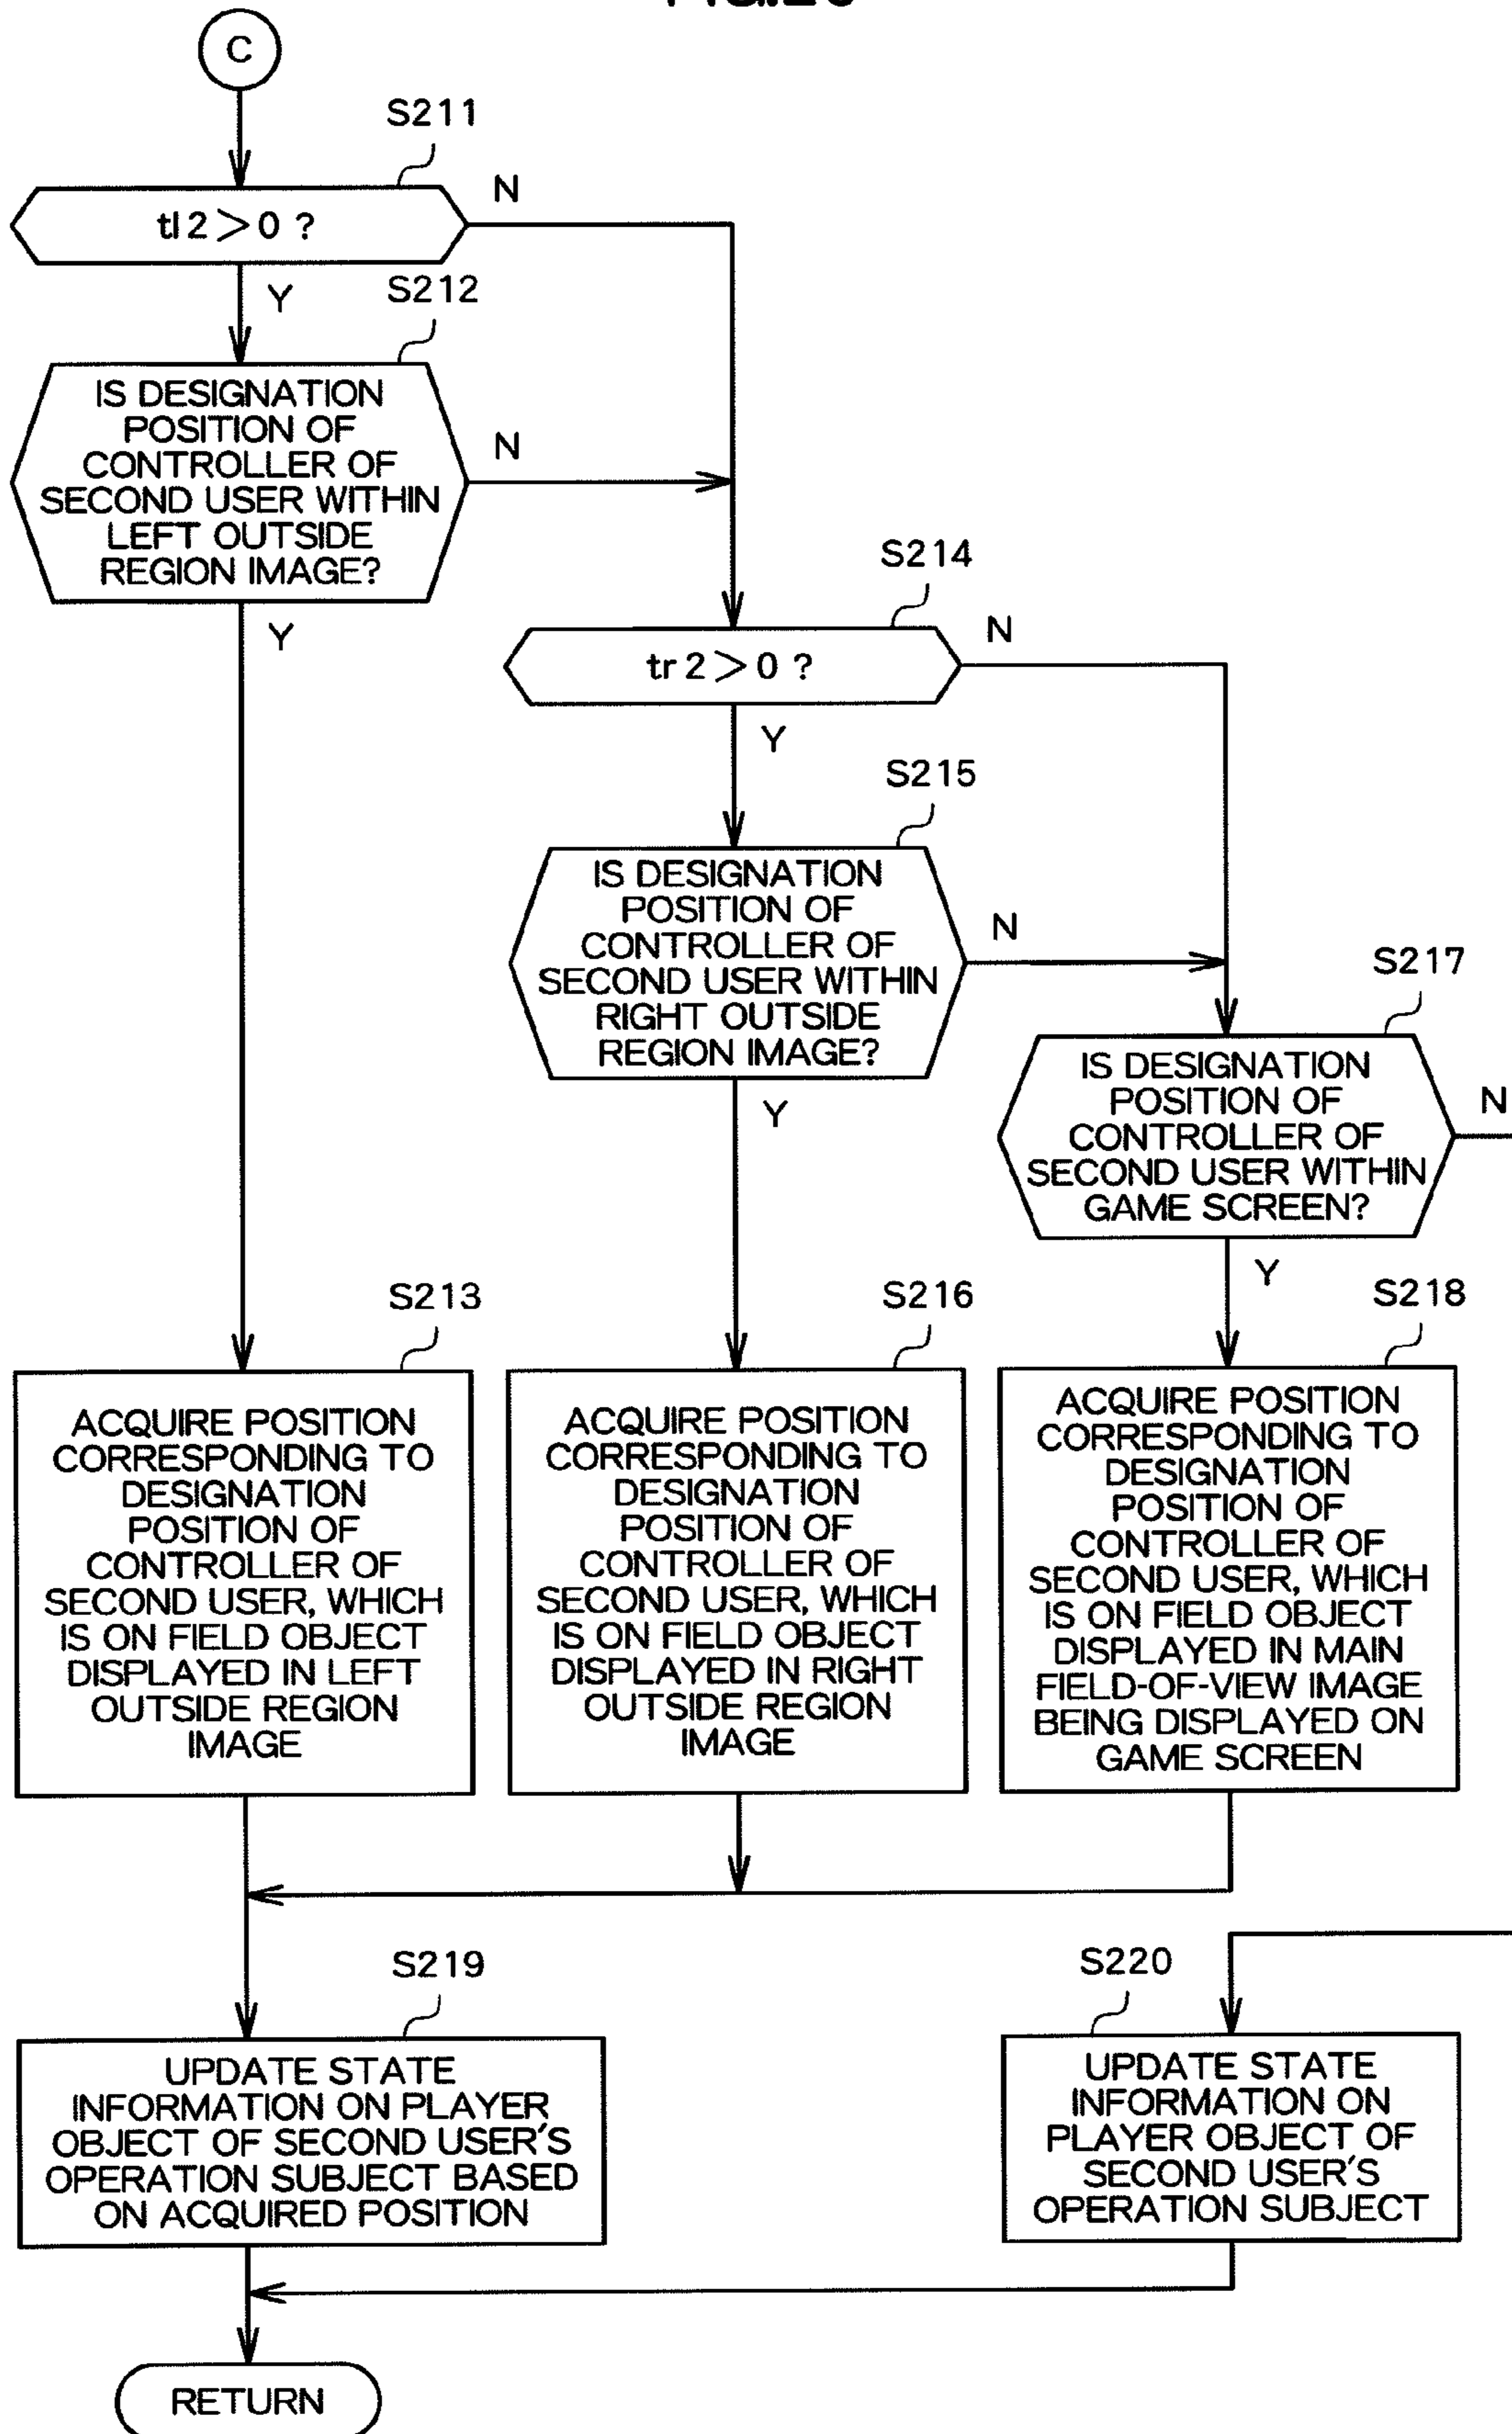 C
S211
tl2>0 ?
N
Y
S212
IS DESIGNATION
POSITION OF
CONTROLLER OF
SECOND USER WITHIN
LEFT OUTSIDE
REGION IMAGE?
N
Y
S214
tr2>0 ?
N
Y
S215
IS DESIGNATION
POSITION OF
CONTROLLER OF
SECOND USER WITHIN
RIGHT OUTSIDE
REGION IMAGE?
N
Y
S217
IS DESIGNATION
POSITION OF
CONTROLLER OF
SECOND USER WITHIN
GAME SCREEN?
N
Y
S213
ACQUIRE POSITION
CORRESPONDING TO
DESIGNATION
POSITION OF
CONTROLLER OF
SECOND USER, WHICH
IS ON FIELD OBJECT
DISPLAYED IN LEFT
OUTSIDE REGION
IMAGE
S216
ACQUIRE POSITION
CORRESPONDING TO
DESIGNATION
POSITION OF
CONTROLLER OF
SECOND USER, WHICH
IS ON FIELD OBJECT
DISPLAYED IN RIGHT
OUTSIDE REGION
IMAGE
S218
ACQUIRE POSITION
CORRESPONDING TO
DESIGNATION
POSITION OF
CONTROLLER OF
SECOND USER, WHICH
IS ON FIELD OBJECT
DISPLAYED IN MAIN
FIELD-OF-VIEW IMAGE
BEING DISPLAYED ON
GAME SCREEN
S219
UPDATE STATE
INFORMATION ON PLAYER
OBJECT OF SECOND USER'S
OPERATION SUBJECT BASED
ON ACQUIRED POSITION
S220
UPDATE STATE
INFORMATION ON
PLAYER OBJECT OF
SECOND USER'S
OPERATION SUBJECT
RETURN